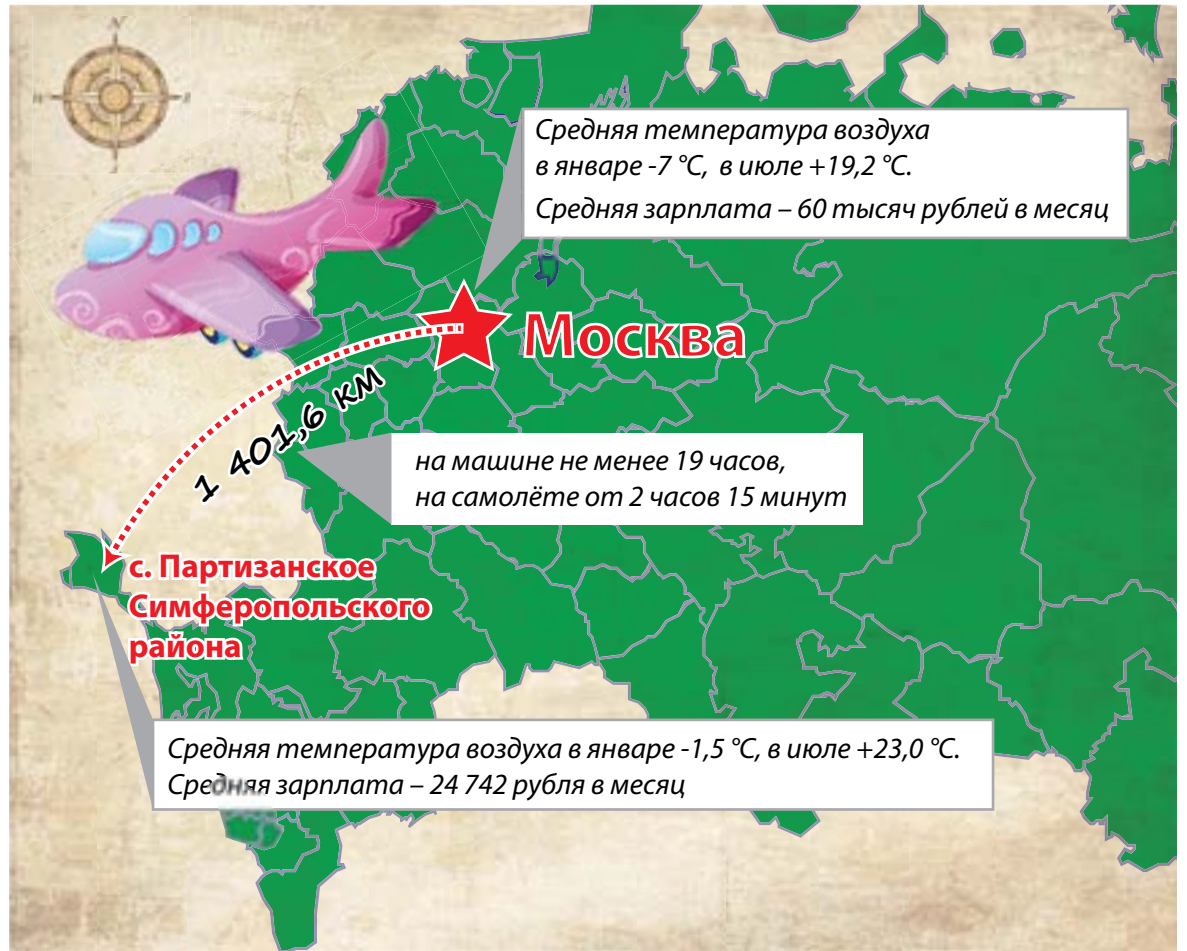 Средняя температура воздуха
в январе -7 °C, в июле +19,2 °C.
Средняя зарплата – 60 тысяч рублей в месяц
Москва
1 401,6 км
на машине не менее 19 часов,
на самолёте от 2 часов 15 минут
с. Партизанское
Симферопольского
района
Средняя температура воздуха в январе -1,5 °C, в июле +23,0 °C.
Средняя зарплата – 24 742 рубля в месяц